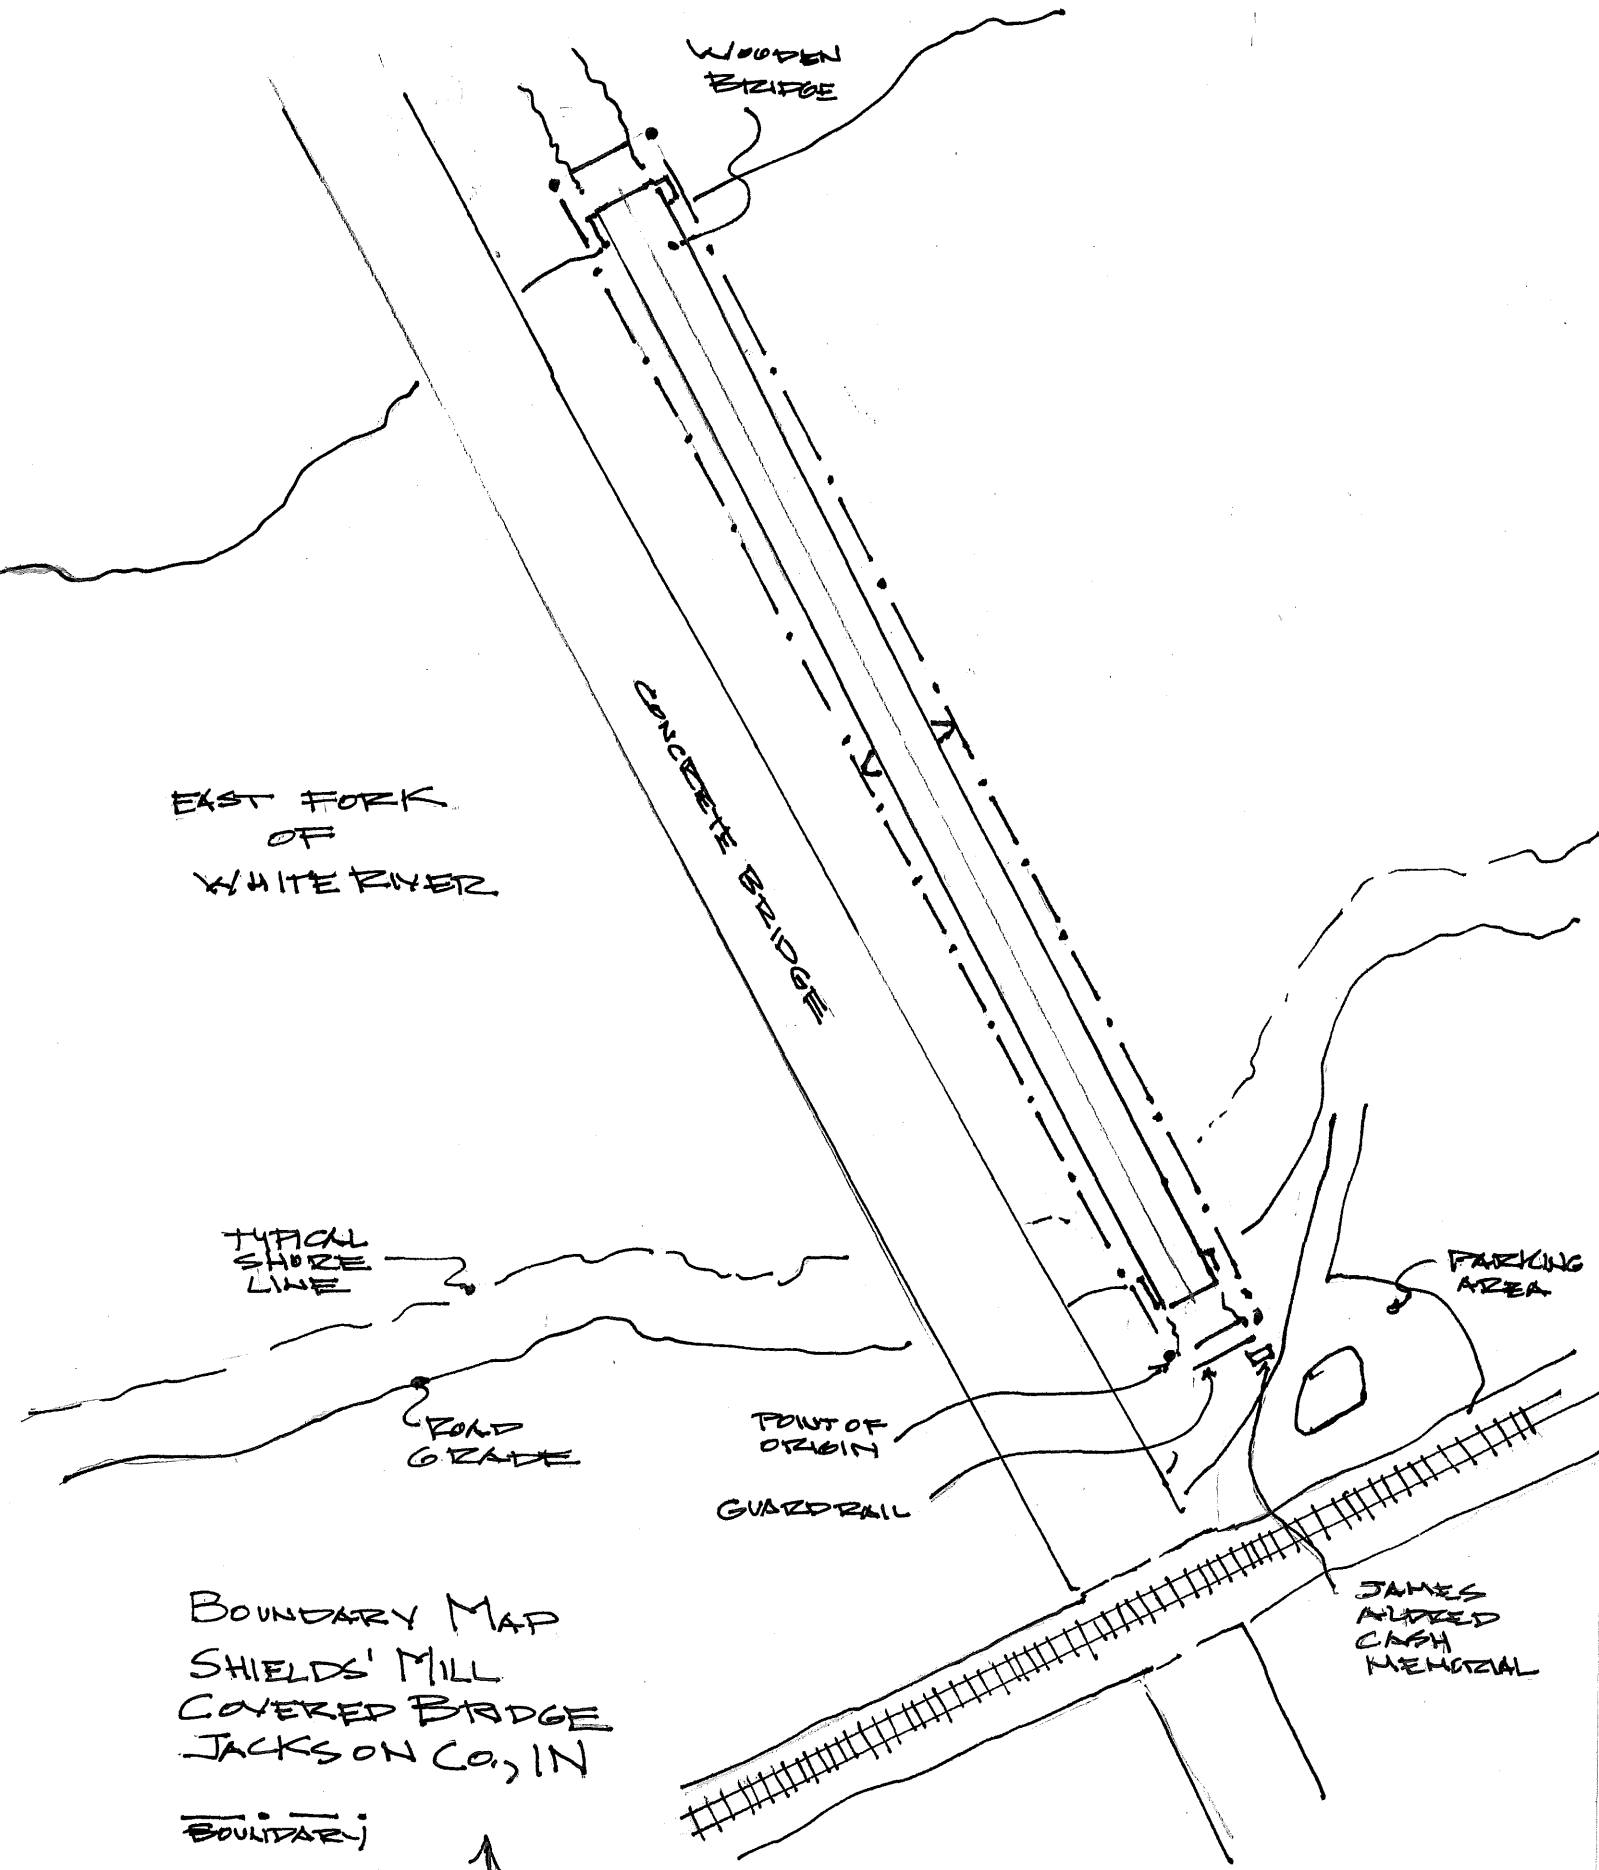 WOODEN
BRIDGE
CONCRETE BRIDGE
EAST FORK
OF
WHITE RIVER
TYPICAL
SHORE
LINE
PARKING
AREA
ROAD
GRADE
POINT OF
ORIGIN
GUARDRAIL
JAMES
ALDRED
CASH
MEMORIAL
BOUNDARY MAP
SHIELDS' MILL
COVERED BRIDGE
JACKSON CO., IN
BOUNDARY